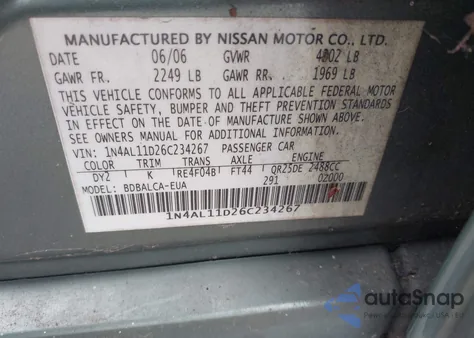 MANUFACTURED BY NISSAN MOTOR CO., LTD.
DATE 06/06 GVWR 4202 LB
GAWR FR. 2249 LB GAWR RR. 1969 LB
THIS VEHICLE CONFORMS TO ALL APPLICABLE FEDERAL MOTOR
VEHICLE SAFETY, BUMPER AND THEFT PREVENTION STANDARDS
IN EFFECT ON THE DATE OF MANUFACTURE SHOWN ABOVE.
SEE OWNERS MANUAL FOR ADDITIONAL INFORMATION.
VIN: 1N4AL11D26C234267 PASSENGER CAR
COLOR TRIM TRANS AXLE ENGINE
DY2 K RE4F04B FT44 QR25DE 2488CC
MODEL: BDBALCA-EUA 291 02000
1N4AL11D26C234267
autoSnap